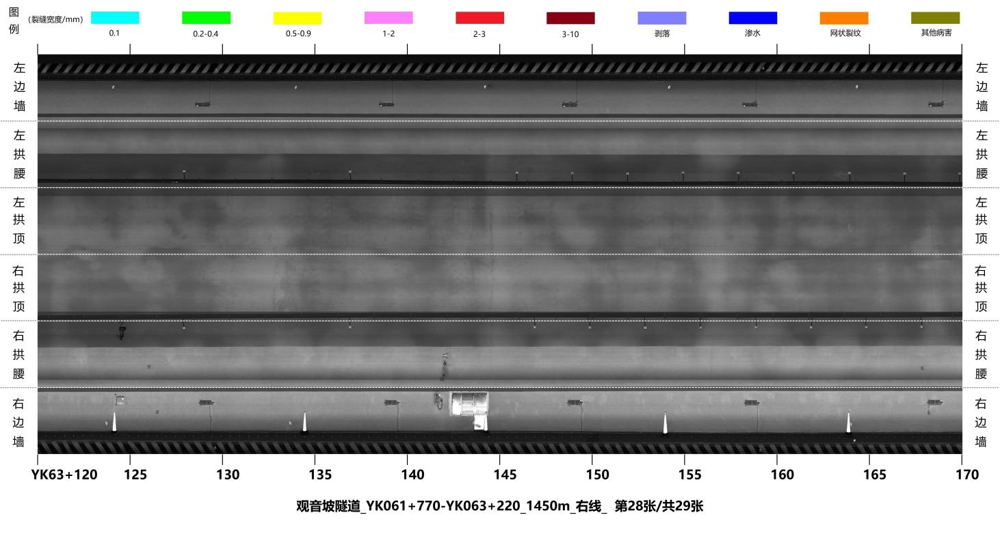 图例 (裂缝宽度/mm)
0.1 0.2-0.4 0.5-0.9 1-2 2-3 3-10 剥落 渗水 网状裂纹 其他病害
左边墙 左边墙
左拱腰 左拱腰
左拱顶 左拱顶
右拱顶 右拱顶
右拱腰 右拱腰
右边墙 右边墙
YK63+120 125 130 135 140 145 150 155 160 165 170
观音坡隧道_YK061+770-YK063+220_1450m_右线_ 第28张/共29张